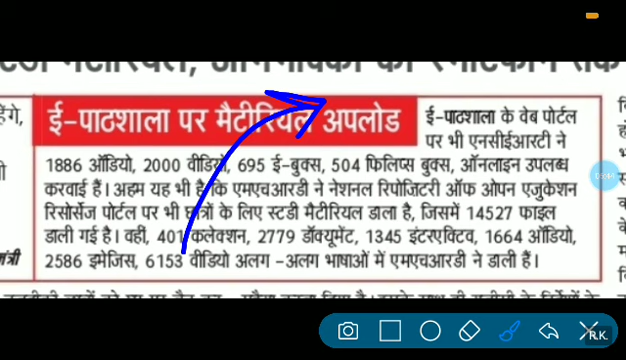 ई-पाठशाला पर मैटीरियल अपलोड
ई-पाठशाला के वेब पोर्टल
पर भी एनसीईआरटी ने
1886 ऑडियो, 2000 वीडियो, 695 ई-बुक्स, 504 फिलिप्स बुक्स, ऑनलाइन उपलब्ध
करवाई हैं। अहम यह भी है कि एमएचआरडी ने नेशनल रिपोजिटरी ऑफ ओपन एजुकेशन
रिसोर्सेज पोर्टल पर भी छात्रों के लिए स्टडी मैटीरियल डाला है, जिसमें 14527 फाइल
डाली गई है। वहीं, 401 कलेक्शन, 2779 डॉक्यूमेंट, 1345 इंटरएक्टिव, 1664 ऑडियो,
2586 इमेजिस, 6153 वीडियो अलग -अलग भाषाओं में एमएचआरडी ने डाली हैं।
R.K.